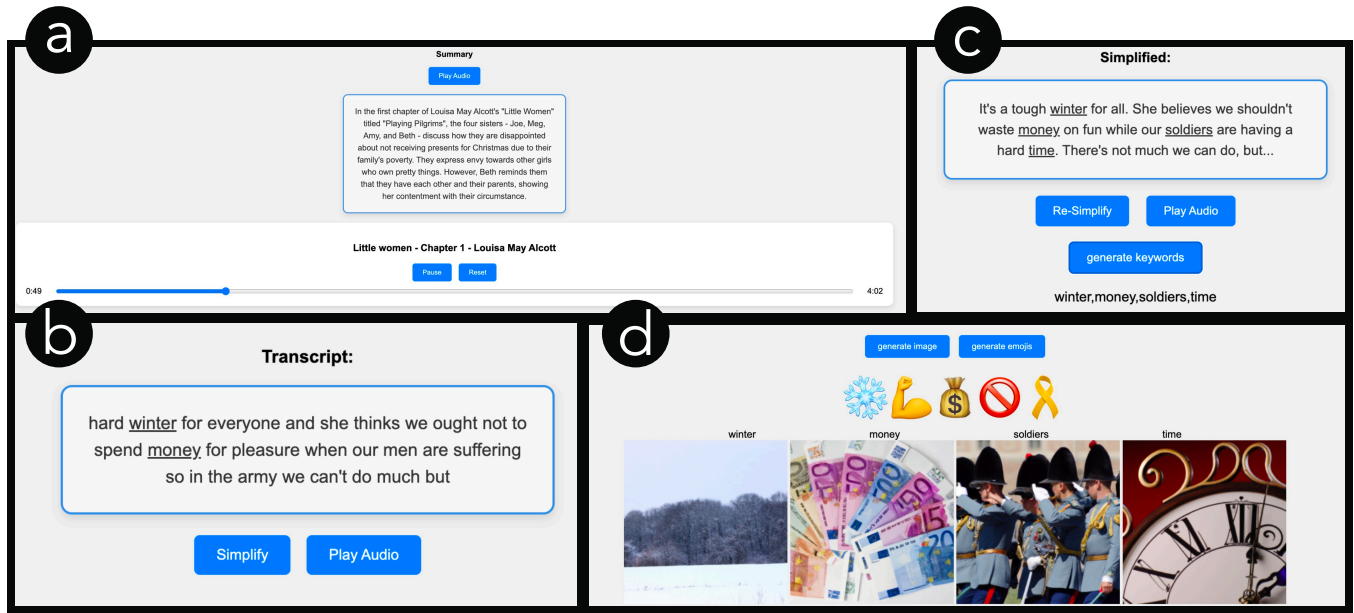 a
Summary
Play Audio
In the first chapter of Louisa May Alcott's "Little Women"
titled "Playing Pilgrims", the four sisters - Joe, Meg,
Amy, and Beth - discuss how they are disappointed
about not receiving presents for Christmas due to their
family's poverty. They express envy towards other girls
who own pretty things. However, Beth reminds them
that they have each other and their parents, showing
her contentment with their circumstance.
Little women - Chapter 1 - Louisa May Alcott
Pause Reset
0:49 4:02
b
Transcript:
hard winter for everyone and she thinks we ought not to
spend money for pleasure when our men are suffering
so in the army we can't do much but
Simplify Play Audio
c
Simplified:
It's a tough winter for all. She believes we shouldn't
waste money on fun while our soldiers are having a
hard time. There's not much we can do, but...
Re-Simplify Play Audio
generate keywords
winter,money,soldiers,time
d
generate image generate emojis
$
winter money soldiers time